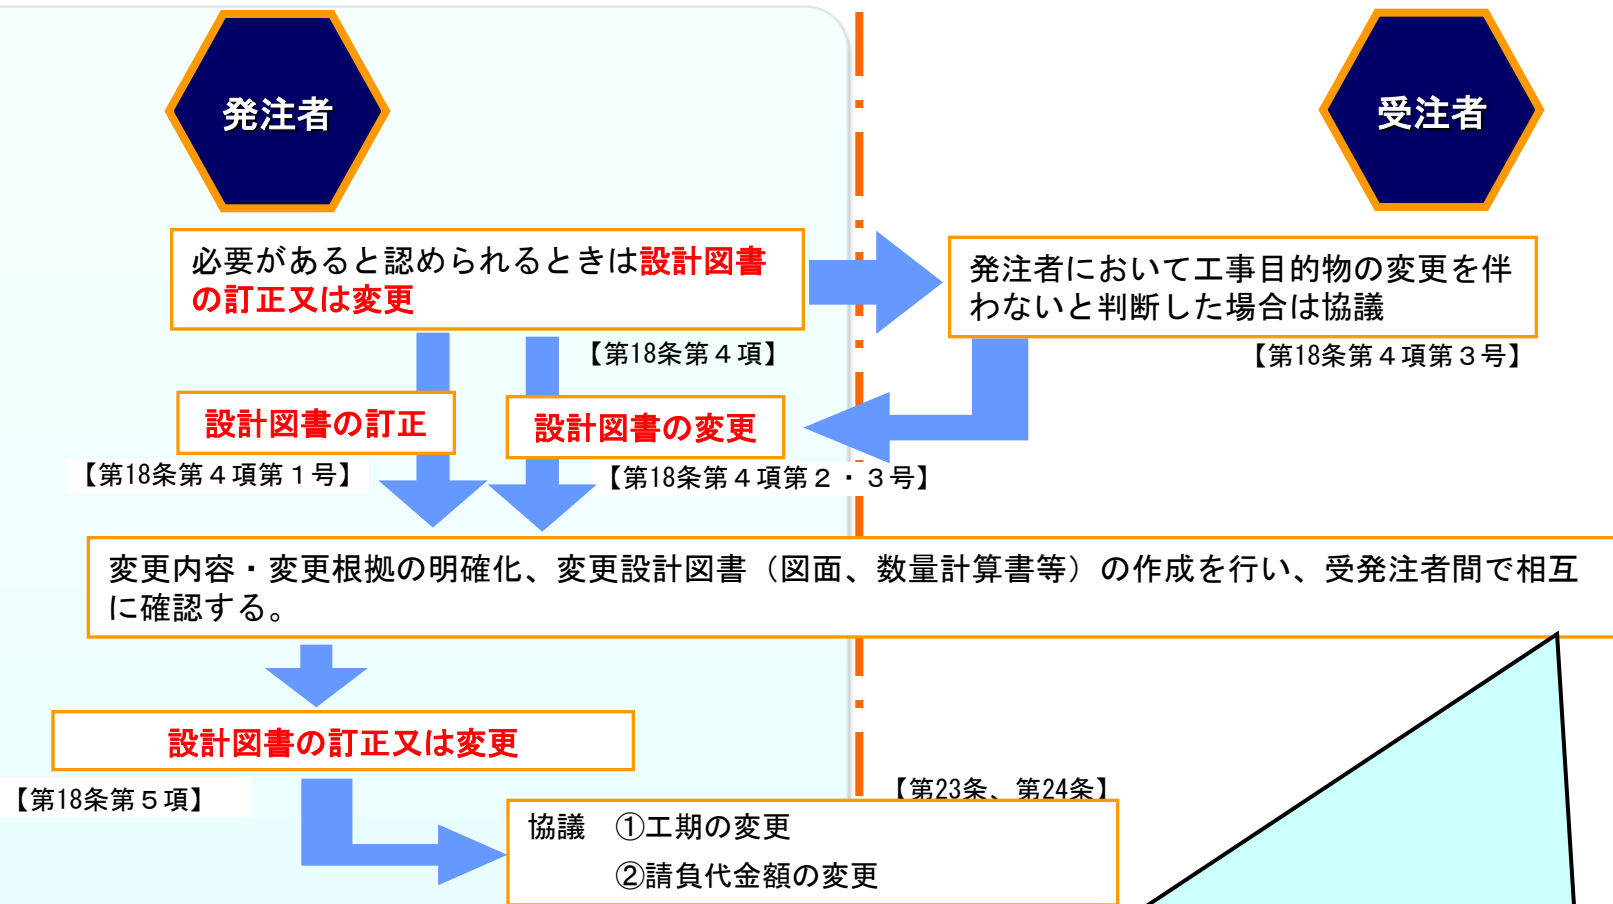 発注者
受注者
必要があると認められるときは設計図書
の訂正又は変更
発注者において工事目的物の変更を伴
わないと判断した場合は協議
【第18条第４項】
【第18条第４項第３号】
設計図書の訂正
設計図書の変更
【第18条第４項第１号】
【第18条第４項第２・３号】
変更内容・変更根拠の明確化、変更設計図書（図面、数量計算書等）の作成を行い、受発注者間で相互
に確認する。
設計図書の訂正又は変更
【第18条第５項】
【第23条、第24条】
協議　①工期の変更
②請負代金額の変更